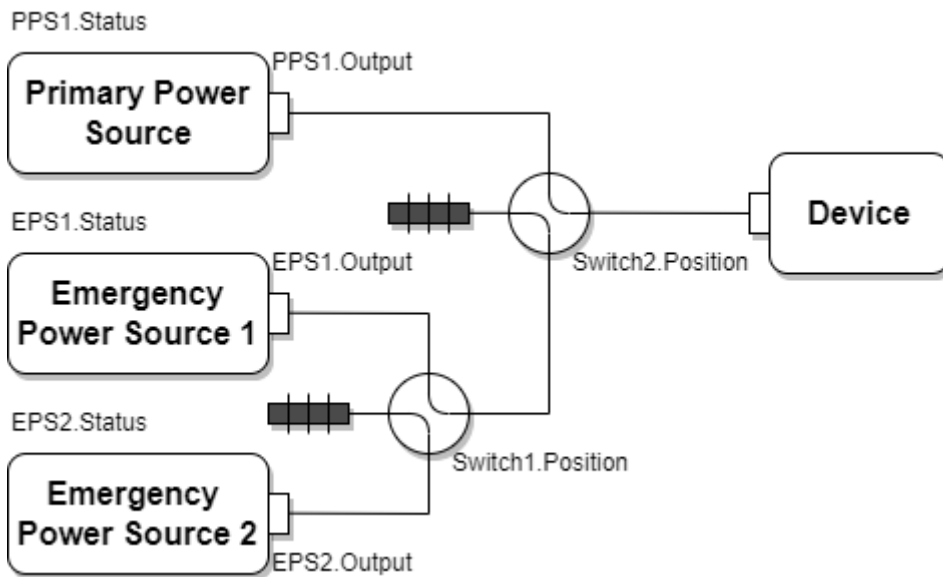 PPS1.Status
PPS1.Output
Primary Power
Source
EPS1.Status
EPS1.Output
Emergency
Power Source 1
Device
Switch2.Position
EPS2.Status
Switch1.Position
Emergency
Power Source 2
EPS2.Output